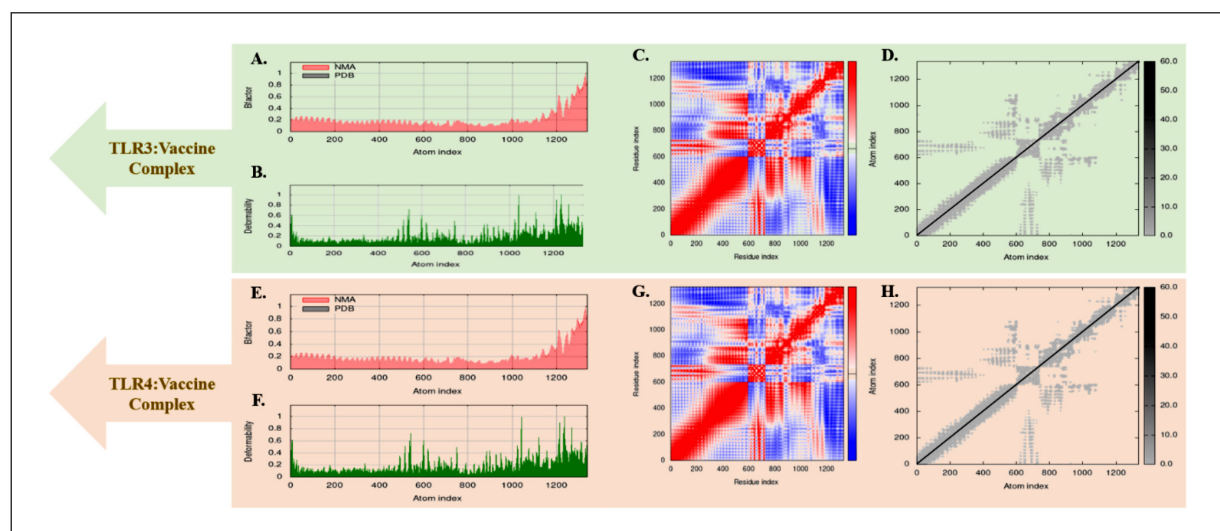 TLR3:Vaccine
Complex
A.
NMA
PDB
Bfactor
1
0.8
0.6
0.4
0.2
0
0 200 400 600 800 1000 1200
Atom index
B.
Deformability
1
0.8
0.6
0.4
0.2
0
0 200 400 600 800 1000 1200
Atom index
C.
Residue index
1200
1000
800
600
400
200
0
0 200 400 600 800 1000 1200
Residue index
D.
Atom index
1200
1000
800
600
400
200
0
0 200 400 600 800 1000 1200
Atom index
60.0
50.0
40.0
30.0
20.0
10.0
0.0
TLR4:Vaccine
Complex
E.
NMA
PDB
Bfactor
1
0.8
0.6
0.4
0.2
0
0 200 400 600 800 1000 1200
Atom index
F.
Deformability
1
0.8
0.6
0.4
0.2
0
0 200 400 600 800 1000 1200
Atom index
G.
Residue index
1200
1000
800
600
400
200
0
0 200 400 600 800 1000 1200
Residue index
H.
Atom index
1200
1000
800
600
400
200
0
0 200 400 600 800 1000 1200
Atom index
60.0
50.0
40.0
30.0
20.0
10.0
0.0